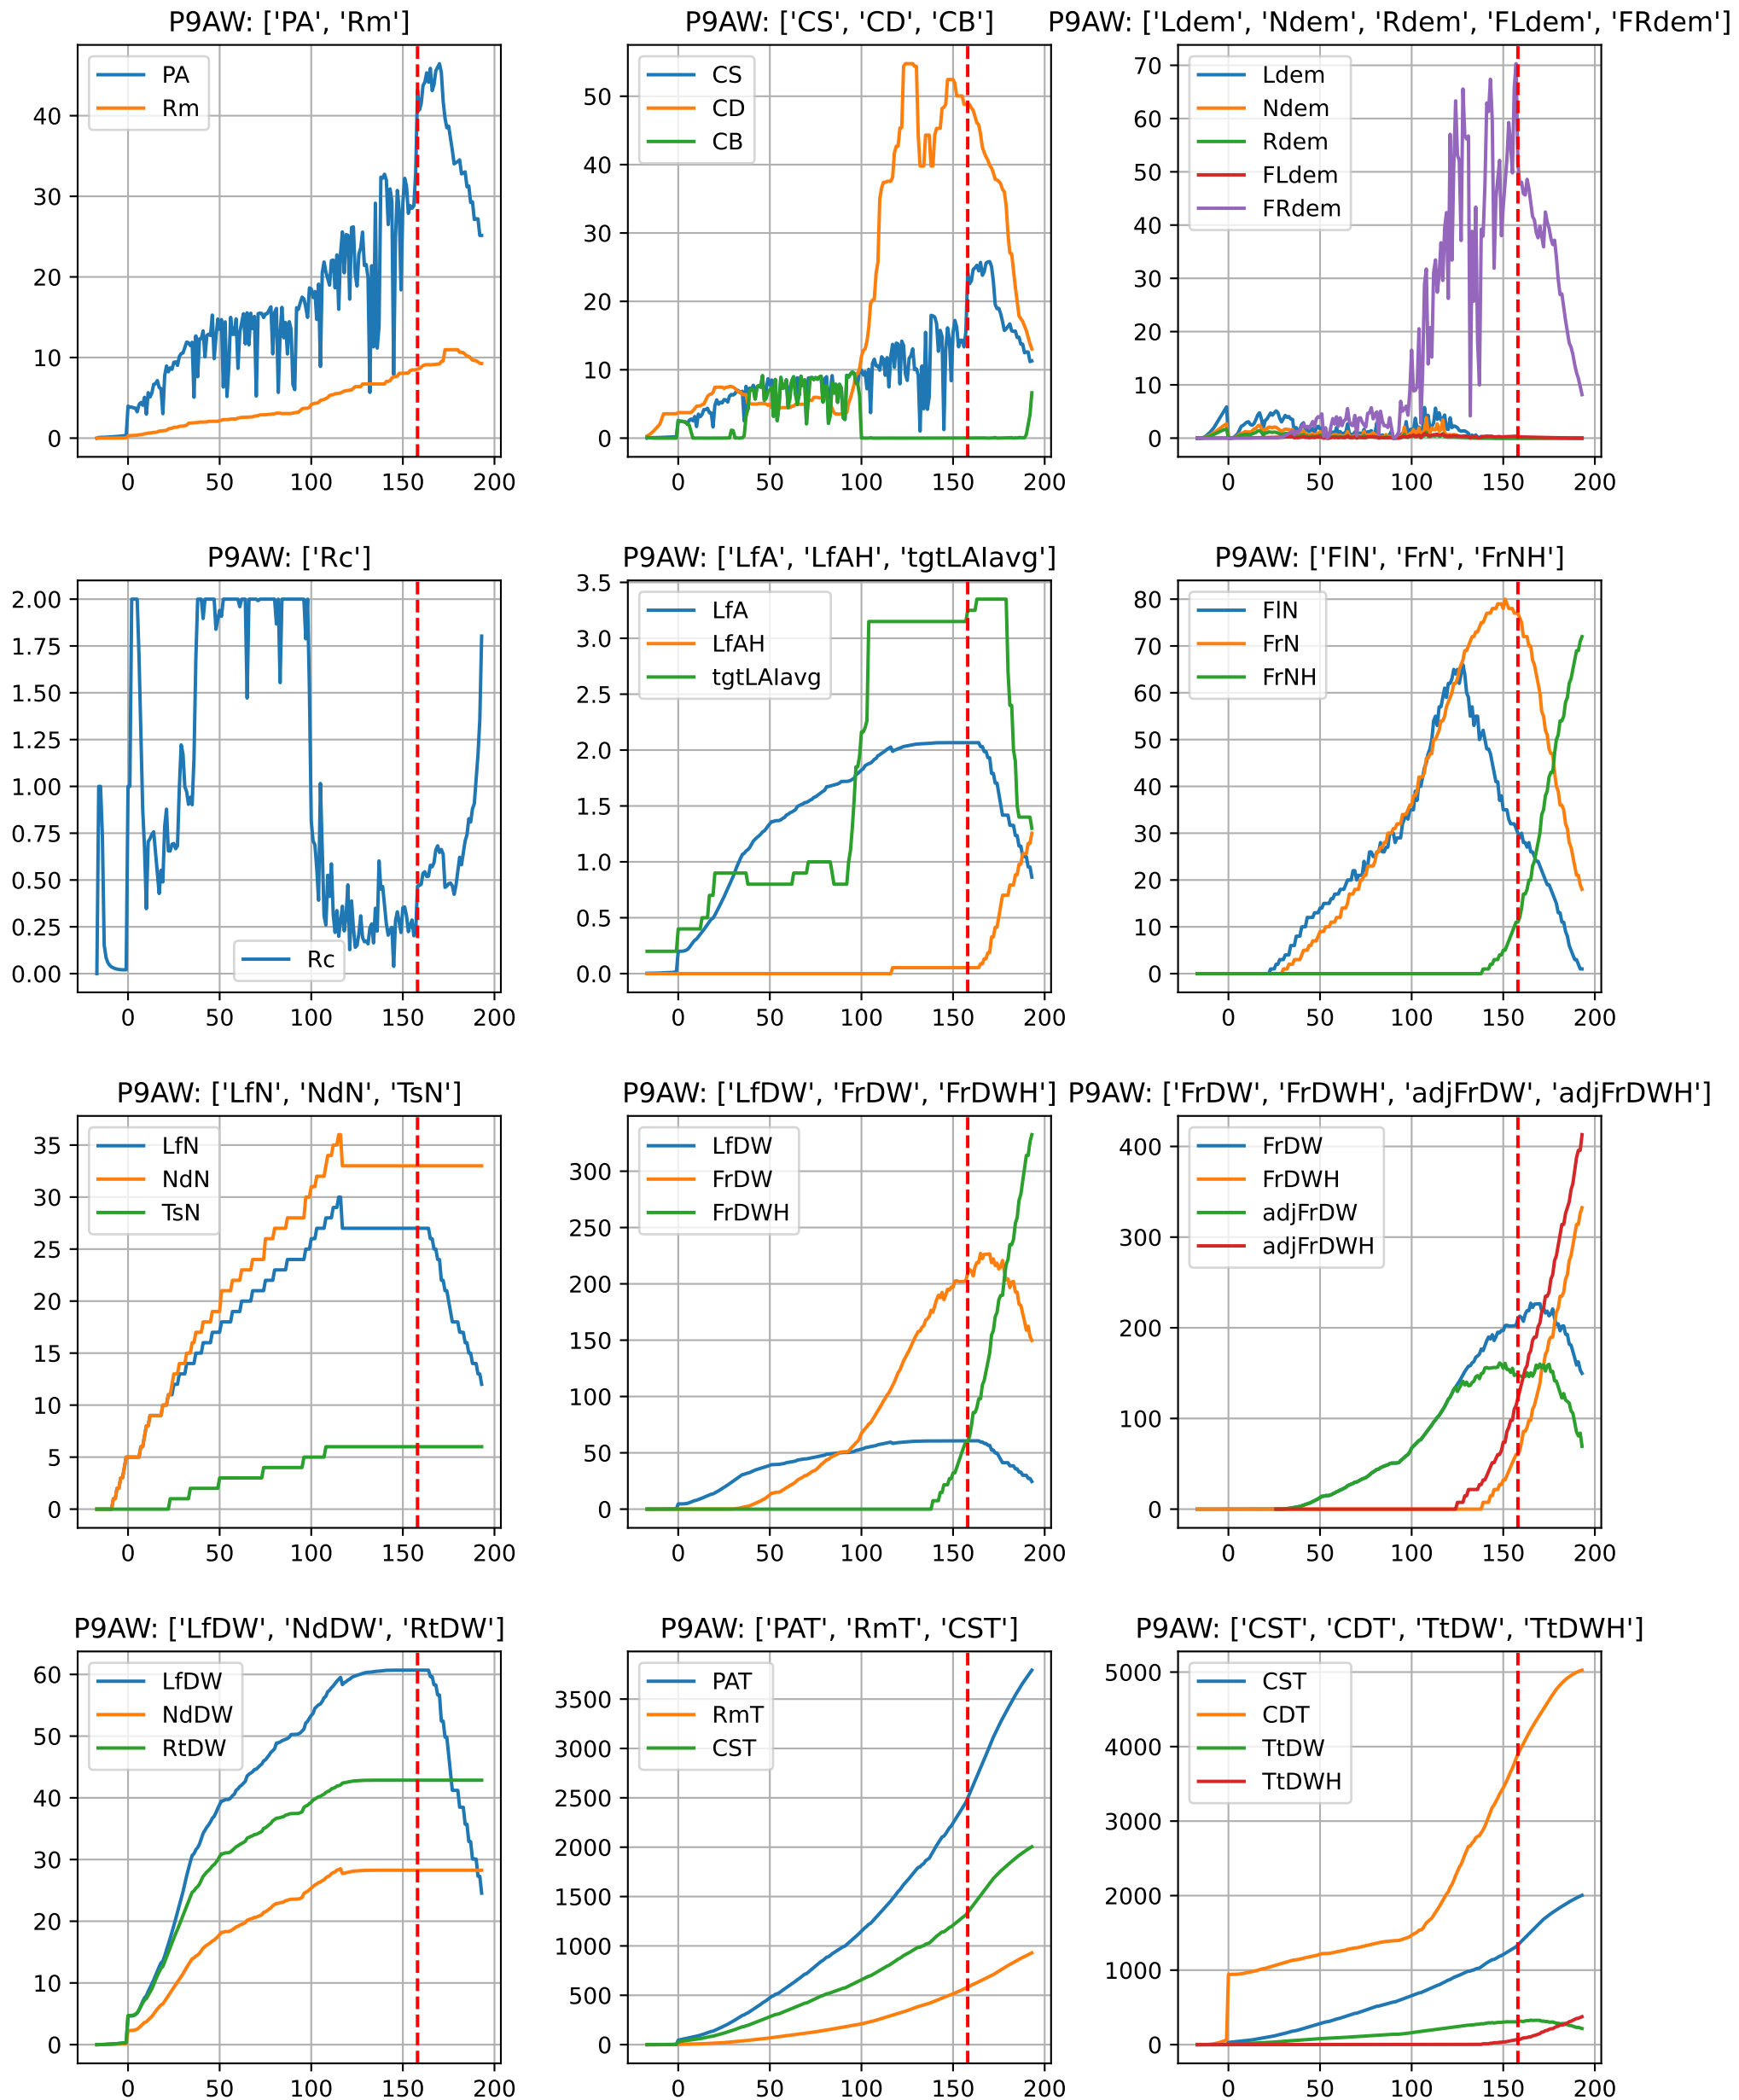 P9AW: ['PA', 'Rm']
PA
Rm
0
10
20
30
40
0
50
100
150
200
P9AW: ['CS', 'CD', 'CB']
CS
CD
CB
0
10
20
30
40
50
0
50
100
150
200
P9AW: ['Ldem', 'Ndem', 'Rdem', 'FLdem', 'FRdem']
Ldem
Ndem
Rdem
FLdem
FRdem
0
10
20
30
40
50
60
70
0
50
100
150
200
P9AW: ['Rc']
Rc
0.00
0.25
0.50
0.75
1.00
1.25
1.50
1.75
2.00
0
50
100
150
200
P9AW: ['LfA', 'LfAH', 'tgtLAIavg']
LfA
LfAH
tgtLAIavg
0.0
0.5
1.0
1.5
2.0
2.5
3.0
3.5
0
50
100
150
200
P9AW: ['FlN', 'FrN', 'FrNH']
FlN
FrN
FrNH
0
10
20
30
40
50
60
70
80
0
50
100
150
200
P9AW: ['LfN', 'NdN', 'TsN']
LfN
NdN
TsN
0
5
10
15
20
25
30
35
0
50
100
150
200
P9AW: ['LfDW', 'FrDW', 'FrDWH']
LfDW
FrDW
FrDWH
0
50
100
150
200
250
300
0
50
100
150
200
P9AW: ['FrDW', 'FrDWH', 'adjFrDW', 'adjFrDWH']
FrDW
FrDWH
adjFrDW
adjFrDWH
0
100
200
300
400
0
50
100
150
200
P9AW: ['LfDW', 'NdDW', 'RtDW']
LfDW
NdDW
RtDW
0
10
20
30
40
50
60
0
50
100
150
200
P9AW: ['PAT', 'RmT', 'CST']
PAT
RmT
CST
0
500
1000
1500
2000
2500
3000
3500
0
50
100
150
200
P9AW: ['CST', 'CDT', 'TtDW', 'TtDWH']
CST
CDT
TtDW
TtDWH
0
1000
2000
3000
4000
5000
0
50
100
150
200